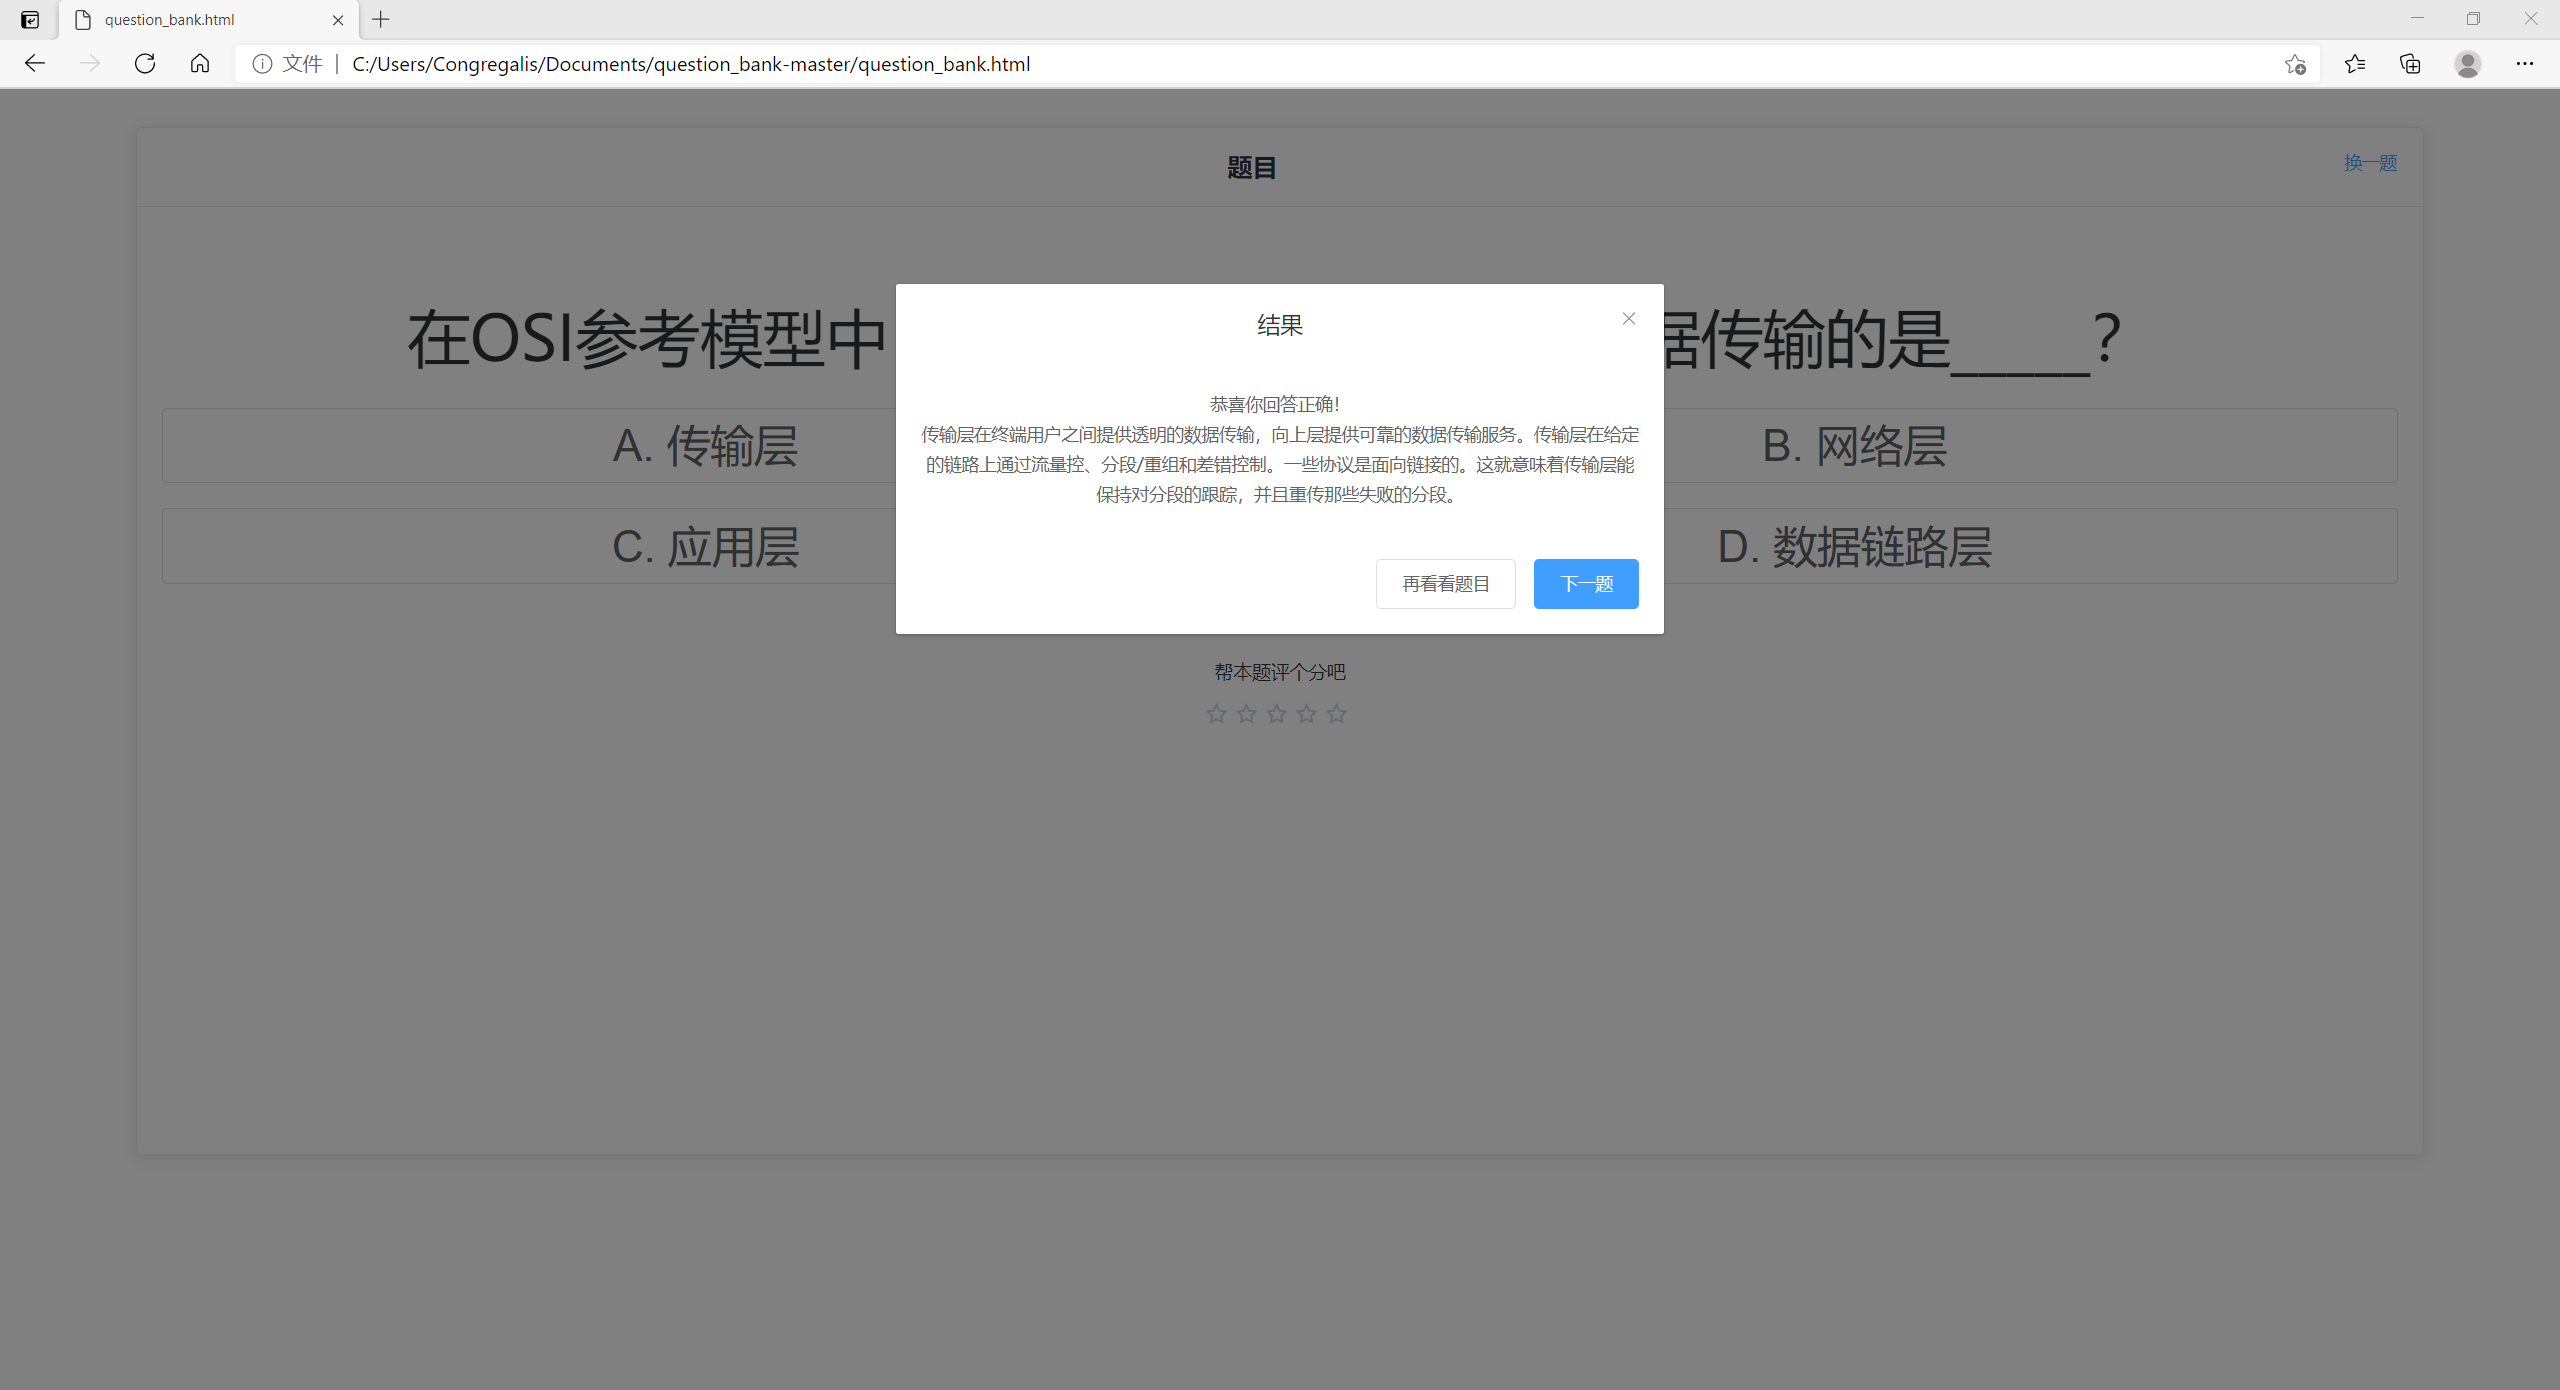 question_bank.html
文件 | C:/Users/Congregalis/Documents/question_bank-master/question_bank.html
题目
换一题
在OSI参考模型中
据传输的是_____?
结果
恭喜你回答正确！
传输层在终端用户之间提供透明的数据传输，向上层提供可靠的数据传输服务。传输层在给定
的链路上通过流量控、分段/重组和差错控制。一些协议是面向链接的。这就意味着传输层能
保持对分段的跟踪，并且重传那些失败的分段。
A. 传输层
B. 网络层
C. 应用层
D. 数据链路层
再看看题目
下一题
帮本题评个分吧